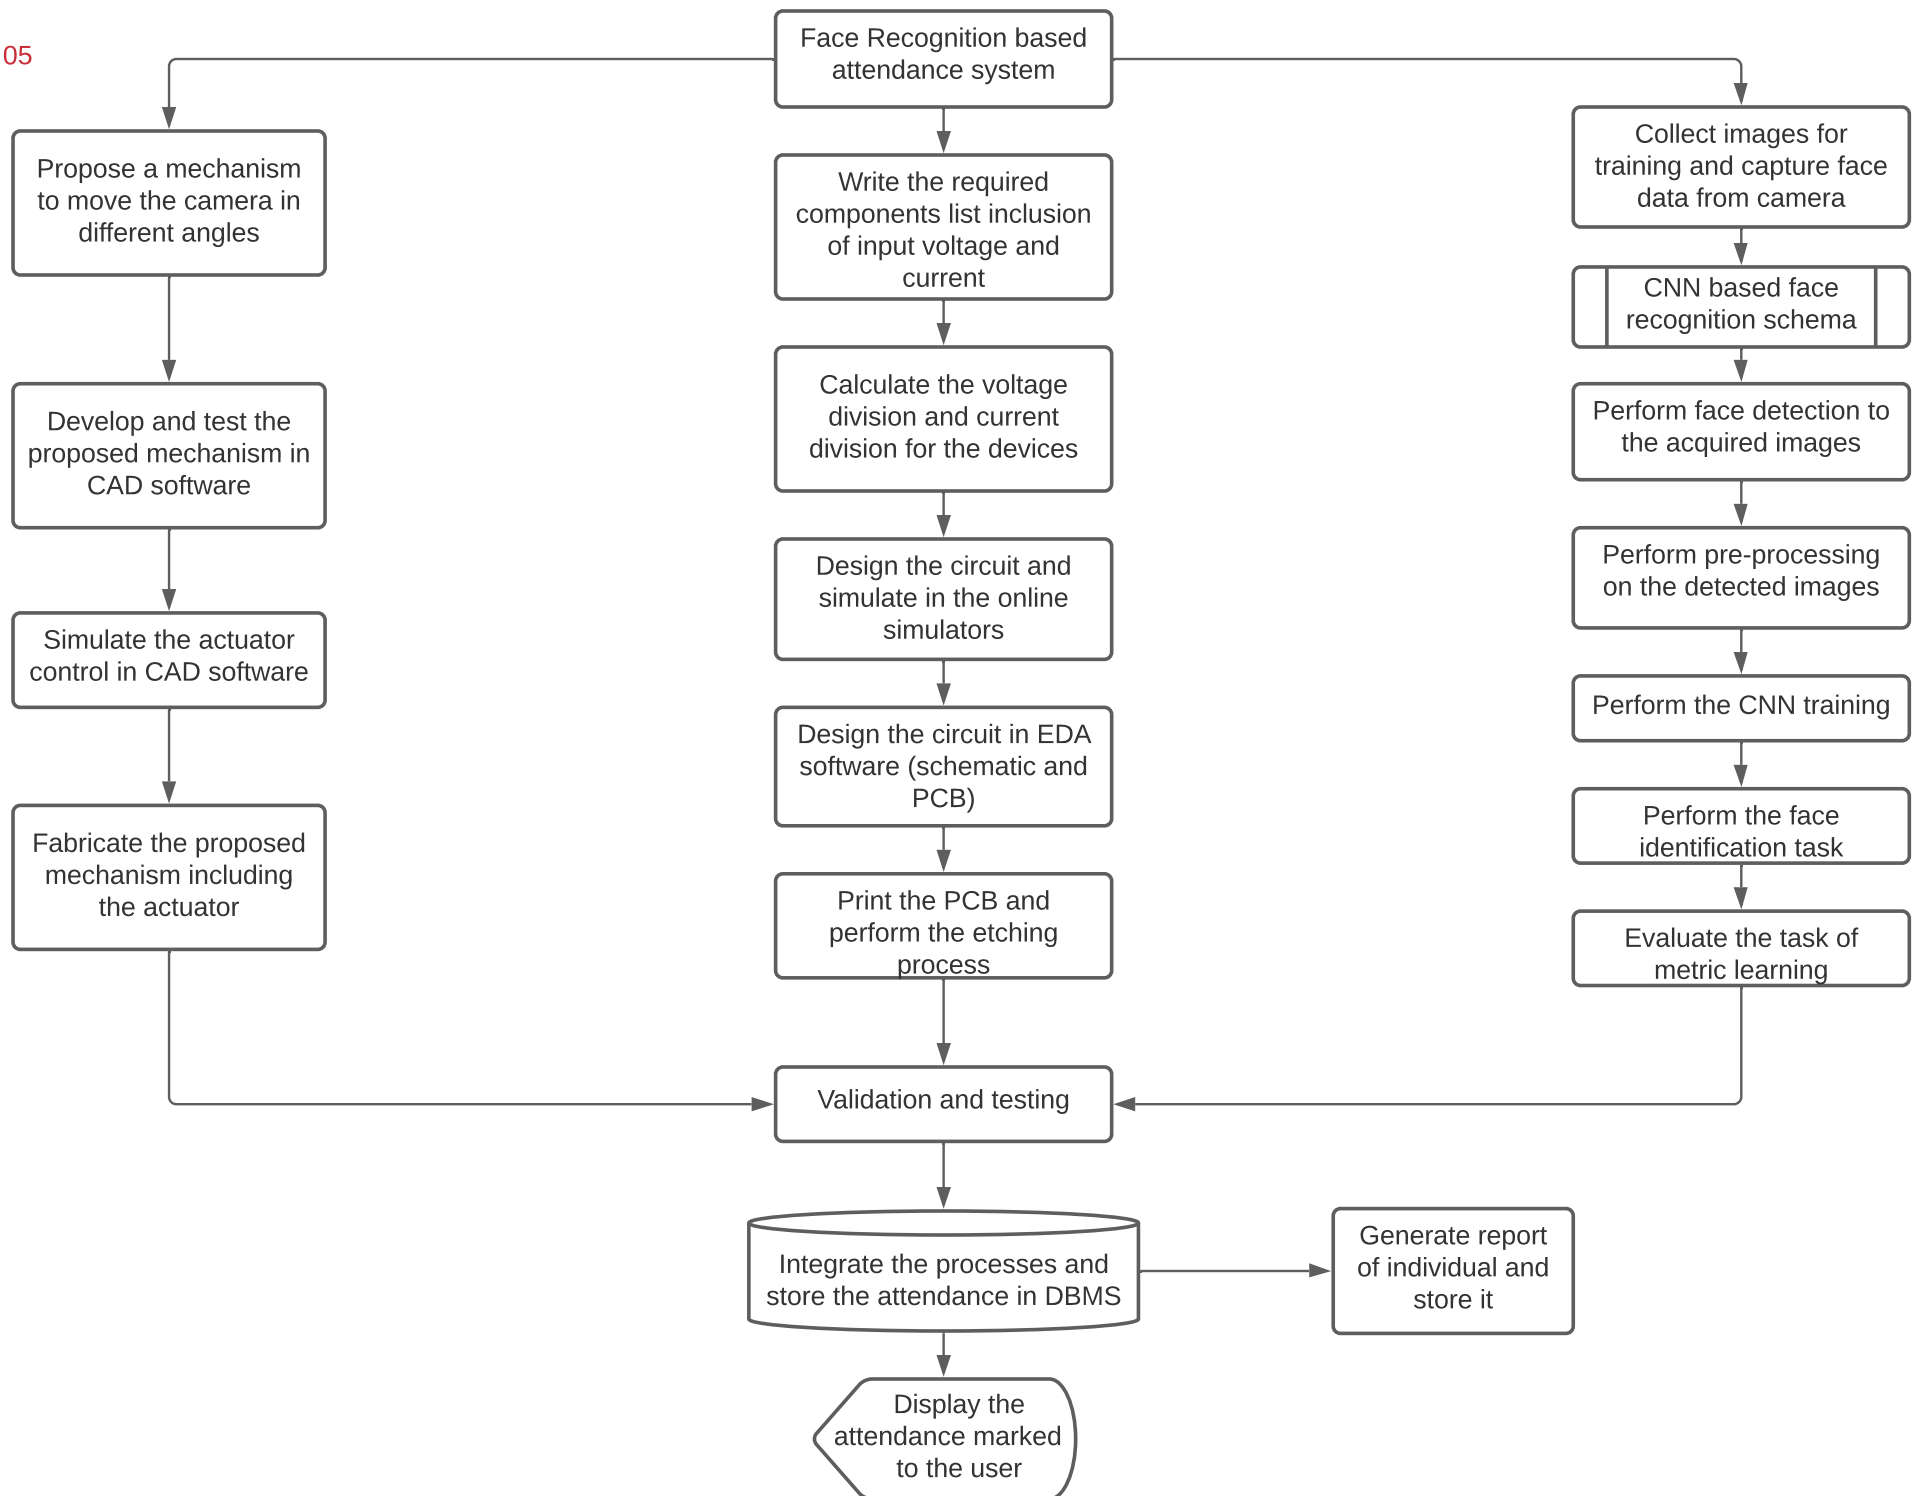 05
Face Recognition based
attendance system
Propose a mechanism
to move the camera in
different angles
Develop and test the
proposed mechanism in
CAD software
Simulate the actuator
control in CAD software
Fabricate the proposed
mechanism including
the actuator
Write the required
components list inclusion
of input voltage and
current
Calculate the voltage
division and current
division for the devices
Design the circuit and
simulate in the online
simulators
Design the circuit in EDA
software (schematic and
PCB)
Print the PCB and
perform the etching
process
Collect images for
training and capture face
data from camera
CNN based face
recognition schema
Perform face detection to
the acquired images
Perform pre-processing
on the detected images
Perform the CNN training
Perform the face
identification task
Evaluate the task of
metric learning
Validation and testing
Integrate the processes and
store the attendance in DBMS
Generate report
of individual and
store it
Display the
attendance marked
to the user